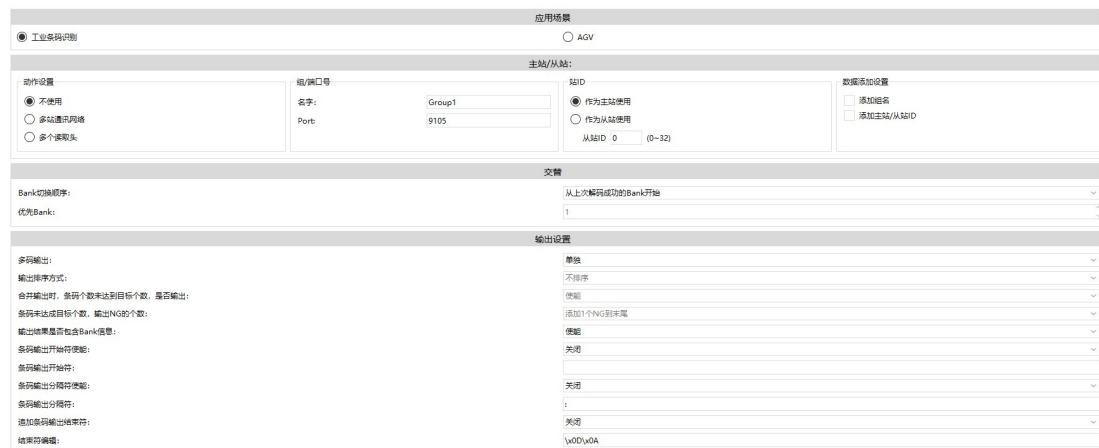 应用场景
工业条码识别
AGV
主站/从站:
动作设置
不使用
多站通讯网络
多个读取头
组/端口号
名字: Group1
Port: 9105
站ID
作为主站使用
作为从站使用
从站ID 0 (0~32)
数据添加设置
添加组名
添加主站/从站ID
交替
Bank切换顺序: 从上次解码成功的Bank开始
优先Bank: 1
输出设置
多码输出: 单独
输出排序方式: 不排序
合并输出时，条码个数未达到目标个数，是否输出: 使能
条码未达成目标个数，输出NG的个数: 添加1个NG到末尾
输出结果是否包含Bank信息: 使能
条码输出开始符使能: 关闭
条码输出开始符:
条码输出分隔符使能: 关闭
条码输出分隔符: :
追加条码输出结束符: 关闭
结束符编辑: \x0D\x0A